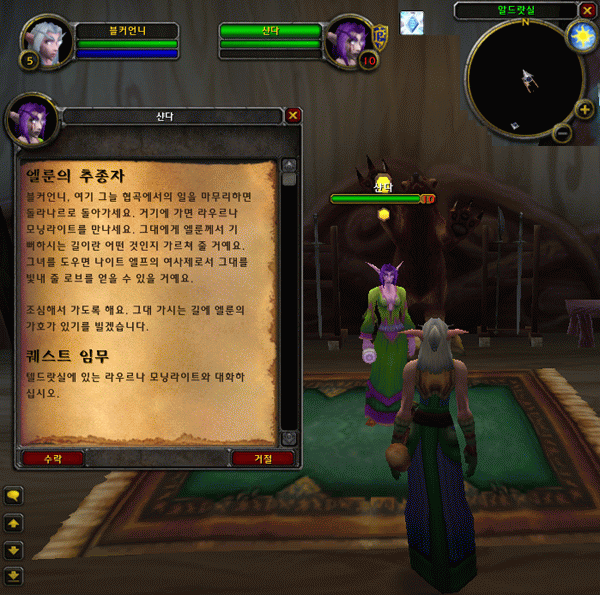 블커언니
5
샨다
10
알드랏실
N
샨다
샨다
엘룬의 추종자
블커언니, 여기 그늘 협곡에서의 일을 마무리하면
돌라나르로 돌아가세요. 거기에 가면 라우르나
모닝라이트를 만나세요. 그대에게 엘룬께서 기
뻐하시는 길이란 어떤 것인지 가르쳐 줄 거예요.
그녀를 도우면 나이트 엘프의 여사제로서 그대를
빛내 줄 로브를 얻을 수 있을 거예요.
조심해서 가도록 해요. 그대 가시는 길에 엘룬의
가호가 있기를 빌겠습니다.
퀘스트 임무
텔드랏실에 있는 라우르나 모닝라이트와 대화하
십시오.
수락
거절